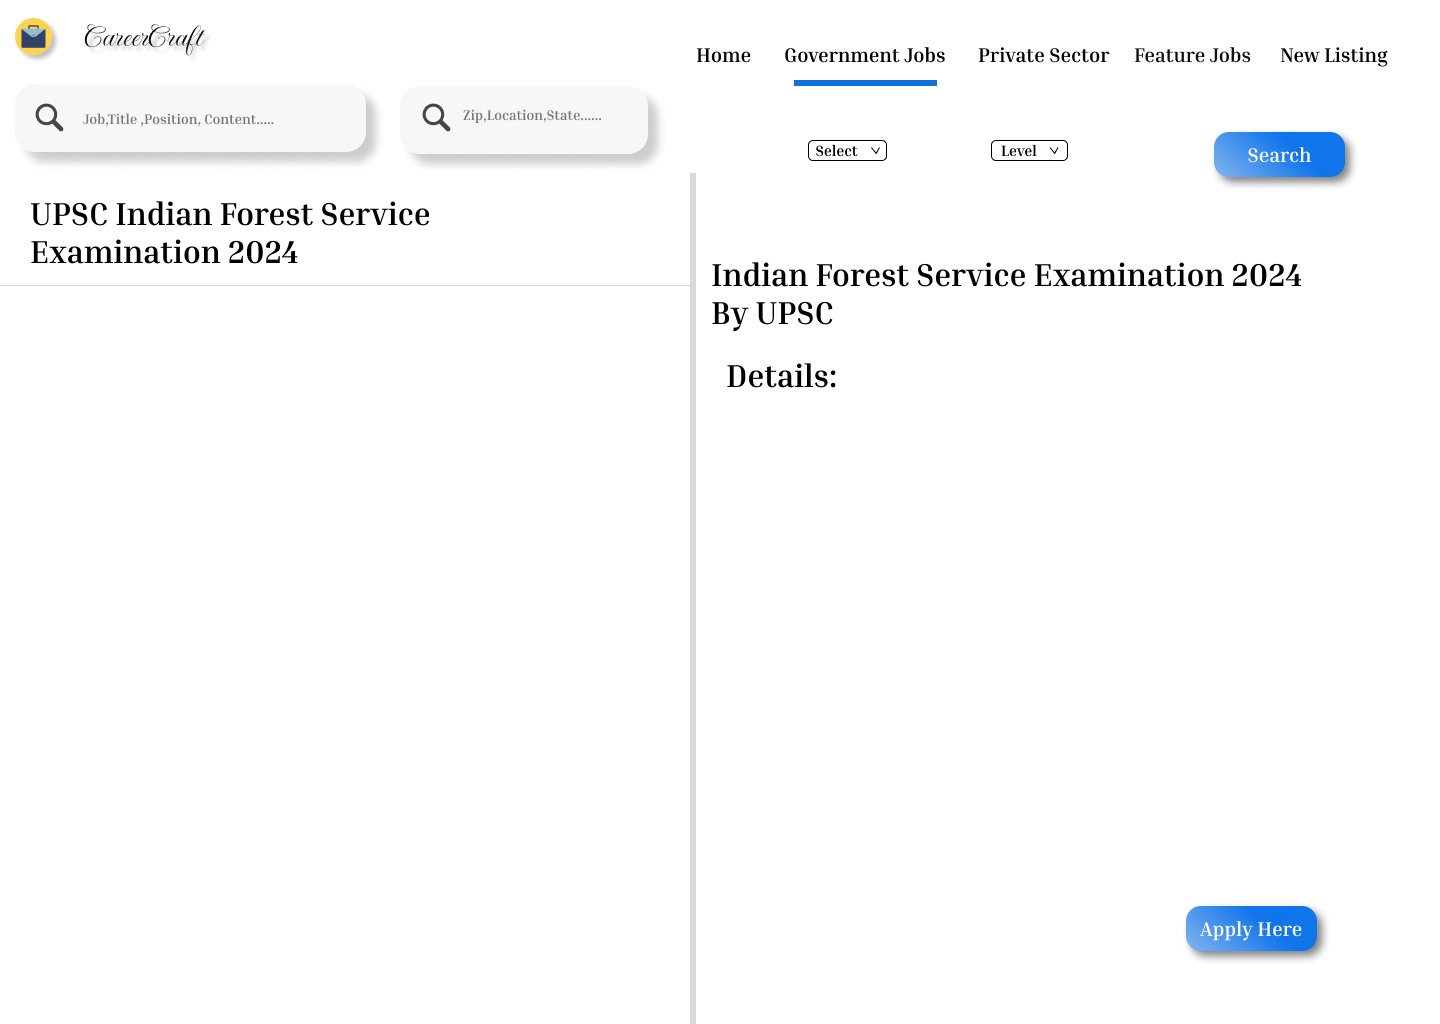 CareerCraft
Home Government Jobs Private Sector Feature Jobs New Listing
Job,Title ,Position, Content.....
Zip,Location,State......
Select
Level
Search
UPSC Indian Forest Service
Examination 2024
Indian Forest Service Examination 2024
By UPSC
Details:
Apply Here